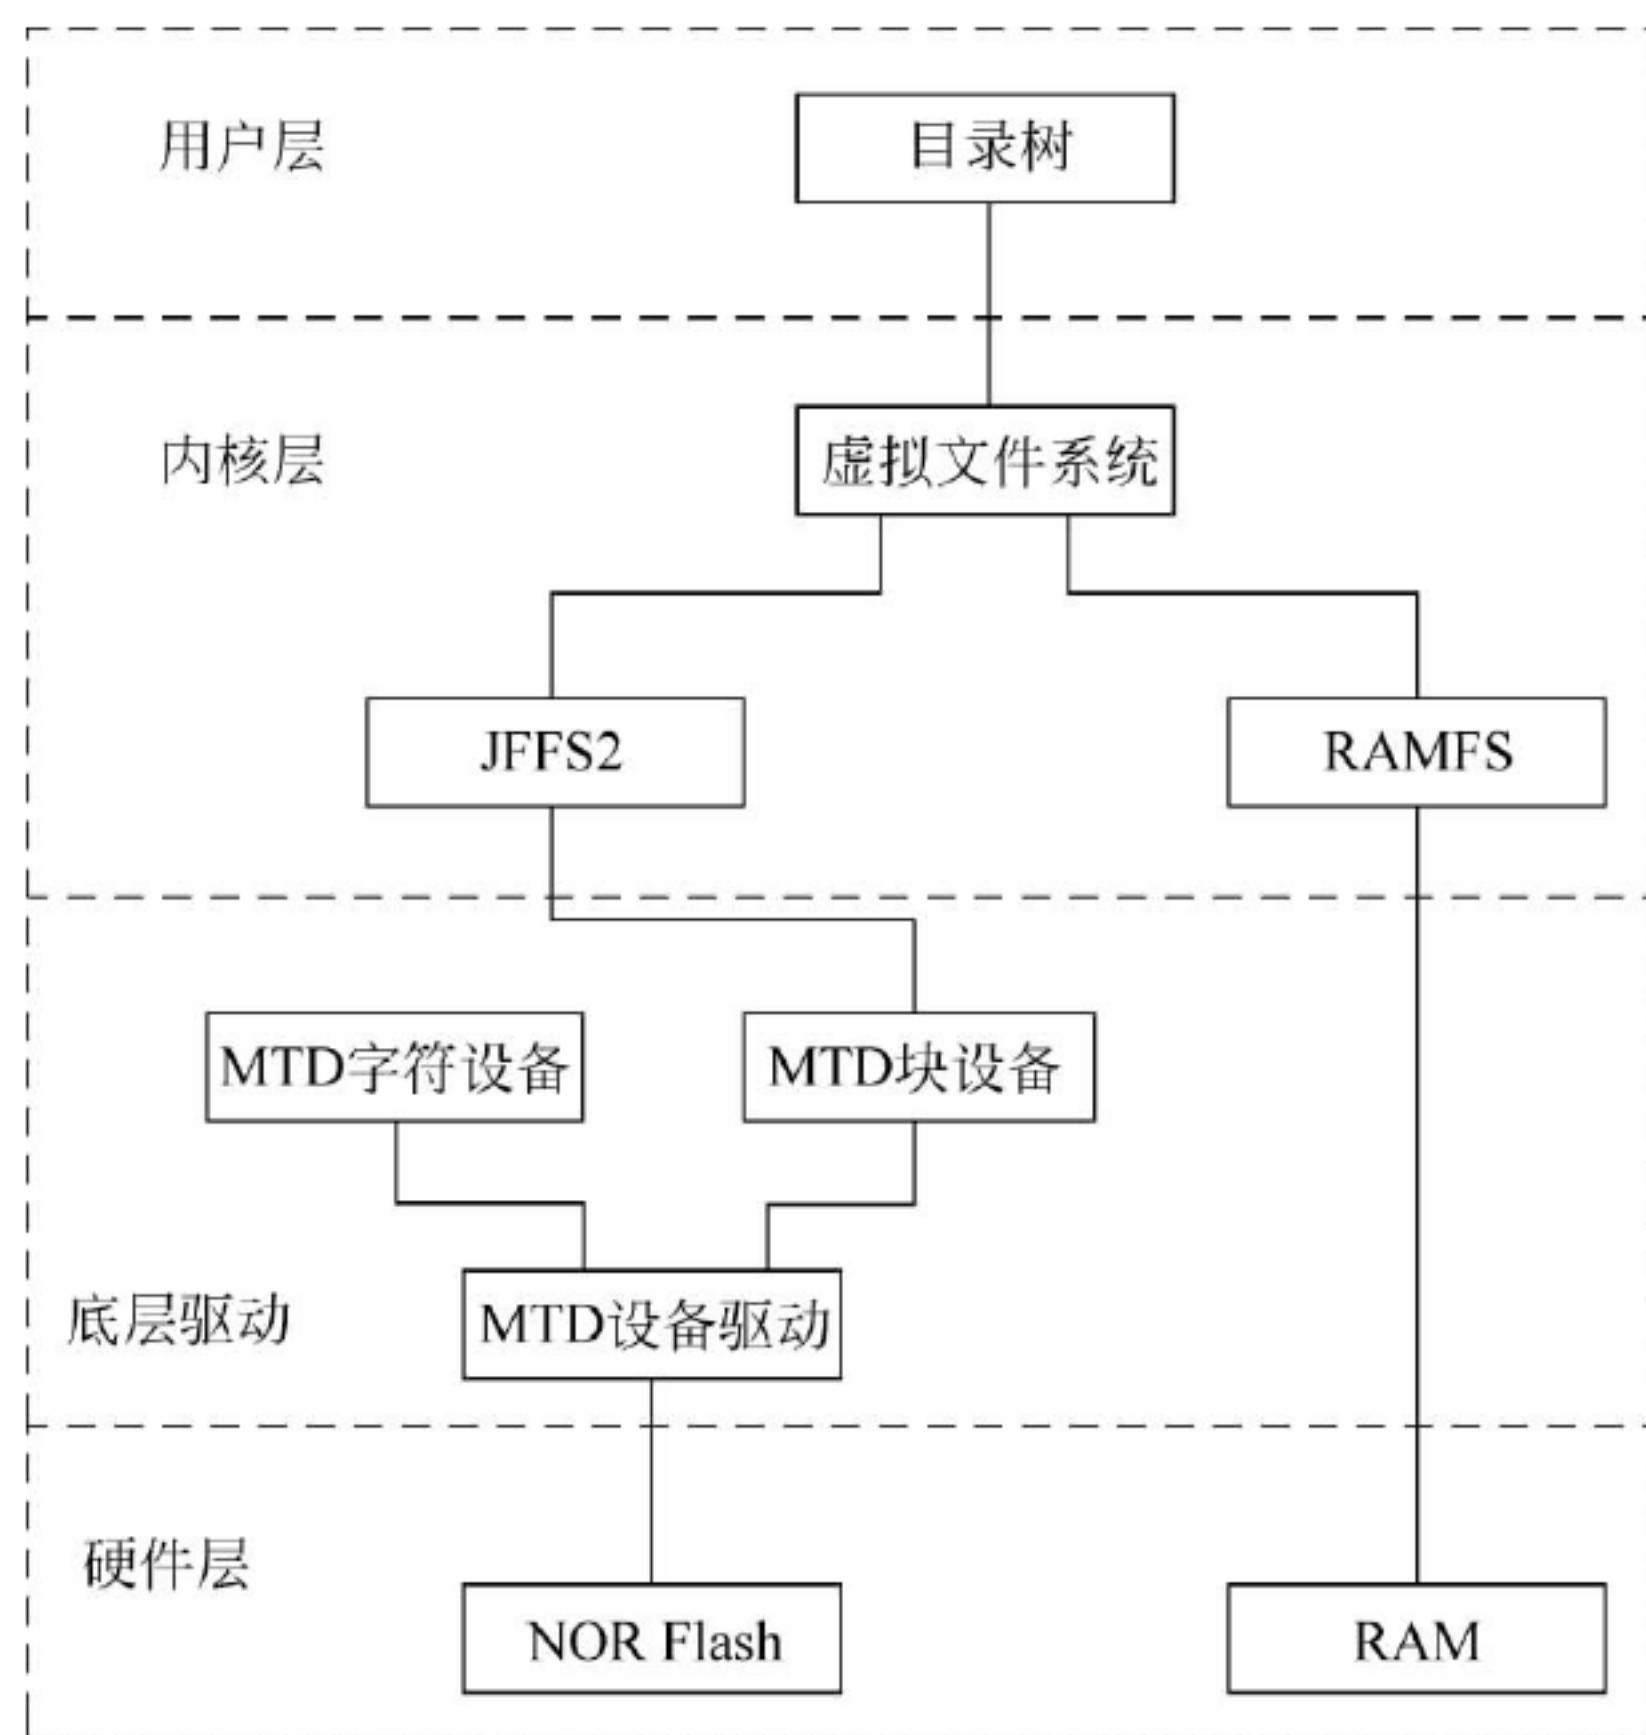 用户层
目录树
内核层
虚拟文件系统
JFFS2
RAMFS
MTD字符设备
MTD块设备
底层驱动
MTD设备驱动
硬件层
NOR Flash
RAM